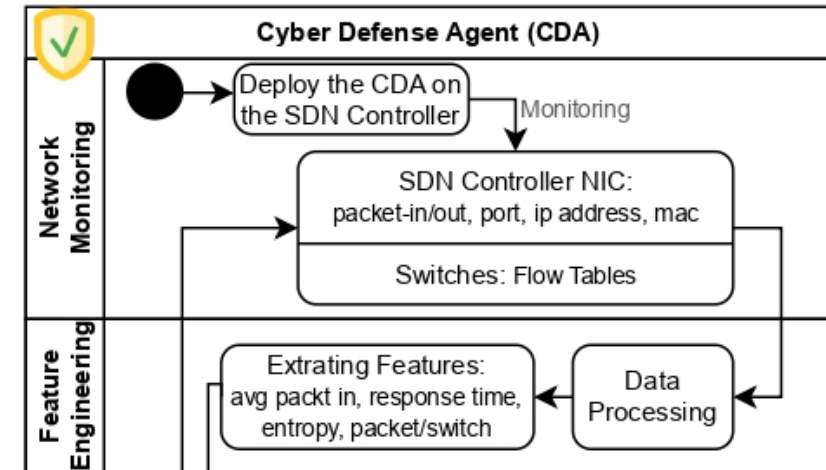 Cyber Defense Agent (CDA)
Network
Monitoring
Deploy the CDA on
the SDN Controller
Monitoring
SDN Controller NIC:
packet-in/out, port, ip address, mac
Switches: Flow Tables
Feature
Engineering
Extrating Features:
avg packt in, response time,
entropy, packet/switch
Data
Processing